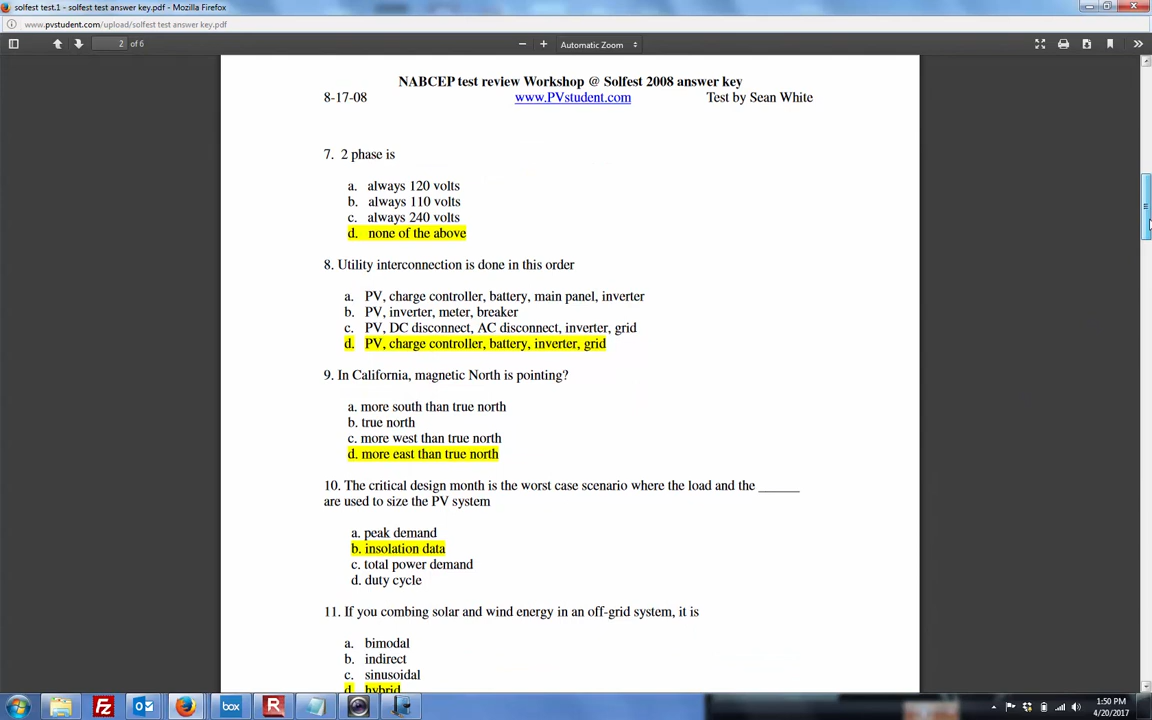 solfest test.1 - solfest test answer key.pdf - Mozilla Firefox
www.pvstudent.com/upload/solfest test answer key.pdf
2 of 6
Automatic Zoom
NABCEP test review Workshop @ Solfest 2008 answer key
8-17-08 www.PVstudent.com Test by Sean White
7. 2 phase is
a. always 120 volts
b. always 110 volts
c. always 240 volts
d. none of the above
8. Utility interconnection is done in this order
a. PV, charge controller, battery, main panel, inverter
b. PV, inverter, meter, breaker
c. PV, DC disconnect, AC disconnect, inverter, grid
d. PV, charge controller, battery, inverter, grid
9. In California, magnetic North is pointing?
a. more south than true north
b. true north
c. more west than true north
d. more east than true north
10. The critical design month is the worst case scenario where the load and the ______
are used to size the PV system
a. peak demand
b. insolation data
c. total power demand
d. duty cycle
11. If you combing solar and wind energy in an off-grid system, it is
a. bimodal
b. indirect
c. sinusoidal
d. hybrid
box
1:50 PM
4/20/2017